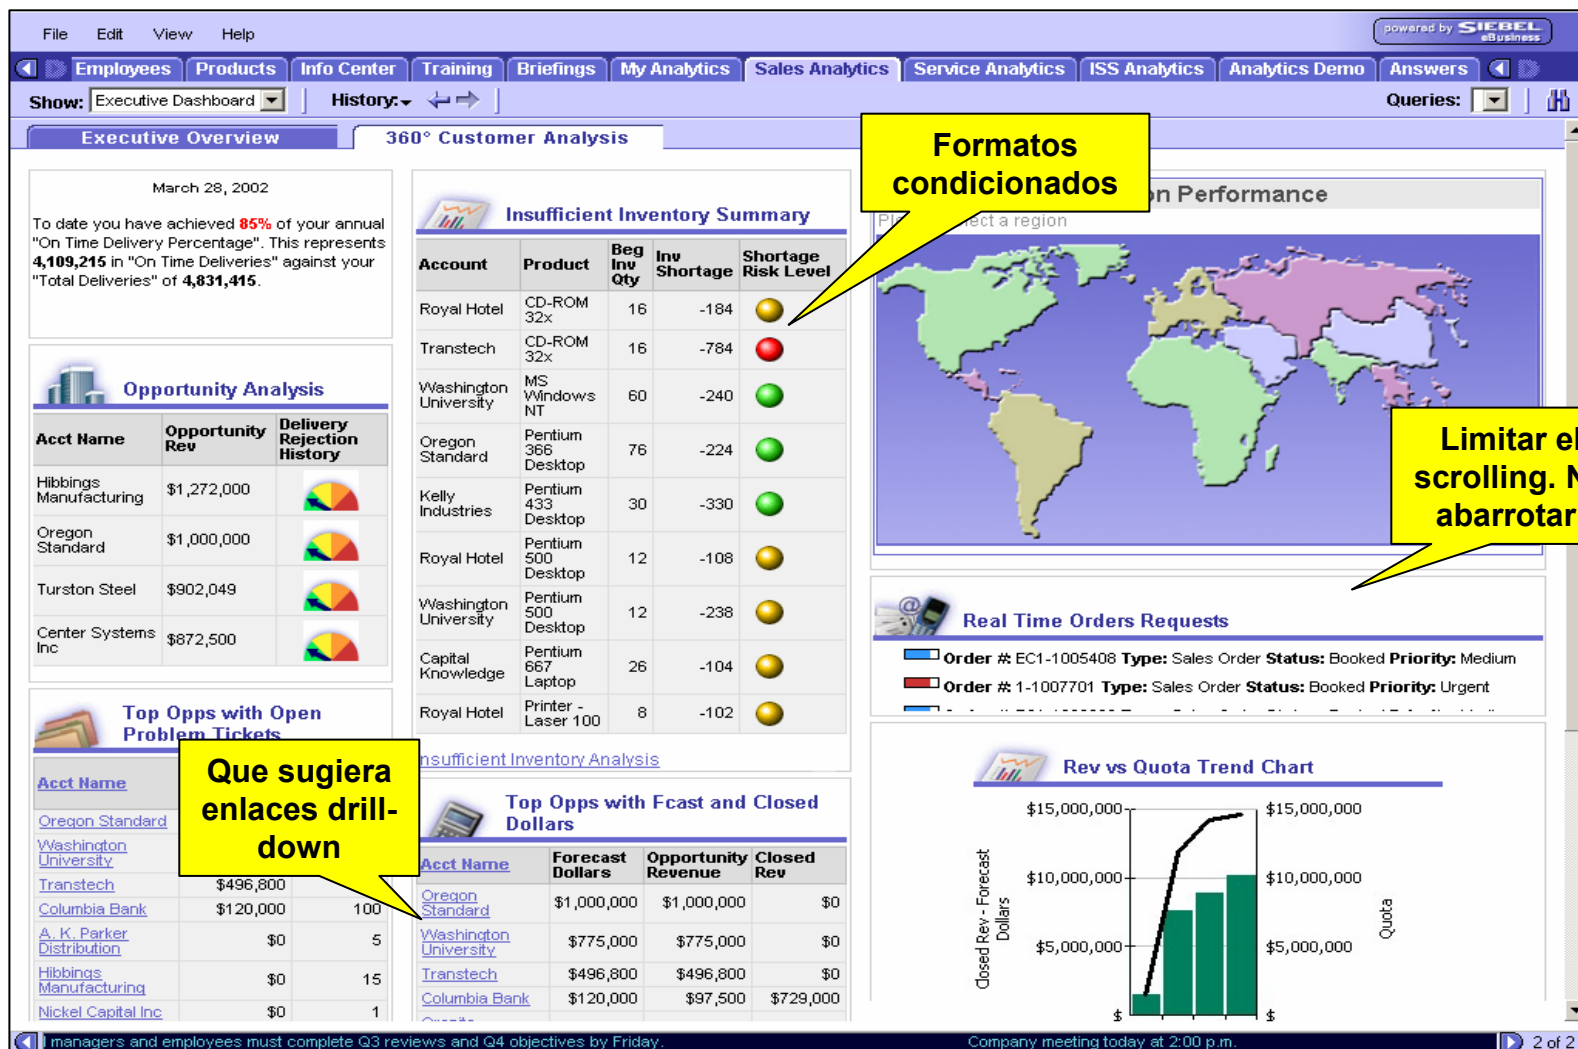 File Edit View Help
powered by SIEBEL eBusiness
Employees Products Info Center Training Briefings My Analytics Sales Analytics Service Analytics ISS Analytics Analytics Demo Answers
Show: Executive Dashboard History: Queries:
Executive Overview 360° Customer Analysis
Formatos
condicionados
March 28, 2002
To date you have achieved 85% of your annual
"On Time Delivery Percentage". This represents
4,109,215 in "On Time Deliveries" against your
"Total Deliveries" of 4,831,415.
Opportunity Analysis
Acct Name Opportunity Rev Delivery Rejection History
Hibbings Manufacturing $1,272,000
Oregon Standard $1,000,000
Turston Steel $902,049
Center Systems Inc $872,500
Top Opps with Open
Problem Tickets
Acct Name
Oregon Standard
Washington University
Transtech $496,800
Columbia Bank $120,000 100
A. K. Parker Distribution $0 5
Hibbings Manufacturing $0 15
Nickel Capital Inc $0 1
Que sugiera
enlaces drill-
down
Insufficient Inventory Summary
Account Product Beg Inv Qty Inv Shortage Shortage Risk Level
Royal Hotel CD-ROM 32x 16 -184
Transtech CD-ROM 32x 16 -784
Washington University MS Windows NT 60 -240
Oregon Standard Pentium 366 Desktop 76 -224
Kelly Industries Pentium 433 Desktop 30 -330
Royal Hotel Pentium 500 Desktop 12 -108
Washington University Pentium 500 Desktop 12 -238
Capital Knowledge Pentium 667 Laptop 26 -104
Royal Hotel Printer - Laser 100 8 -102
nsufficient Inventory Analysis
Top Opps with Fcast and Closed
Dollars
Acct Name Forecast Dollars Opportunity Revenue Closed Rev
Oregon Standard $1,000,000 $1,000,000 $0
Washington University $775,000 $775,000 $0
Transtech $496,800 $496,800 $0
Columbia Bank $120,000 $97,500 $729,000
on Performance
ect a region
Limitar el
scrolling. N
abarrotar
Real Time Orders Requests
Order #: EC1-1005408 Type: Sales Order Status: Booked Priority: Medium
Order #: 1-1007701 Type: Sales Order Status: Booked Priority: Urgent
Rev vs Quota Trend Chart
$15,000,000 $15,000,000
$10,000,000 $10,000,000
$5,000,000 $5,000,000
$ $
Closed Rev - Forecast
Dollars
Quota
managers and employees must complete Q3 reviews and Q4 objectives by Friday. Company meeting today at 2:00 p.m. 2 of 2